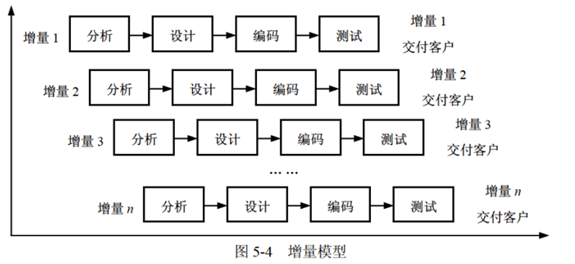 增量 1 分析 设计 编码 测试 增量 1
交付客户
增量 2 分析 设计 编码 测试 增量 2
交付客户
增量 3 分析 设计 编码 测试 增量 3
交付客户
... ...
增量 n 分析 设计 编码 测试 增量 n
交付客户
图 5-4 增量模型